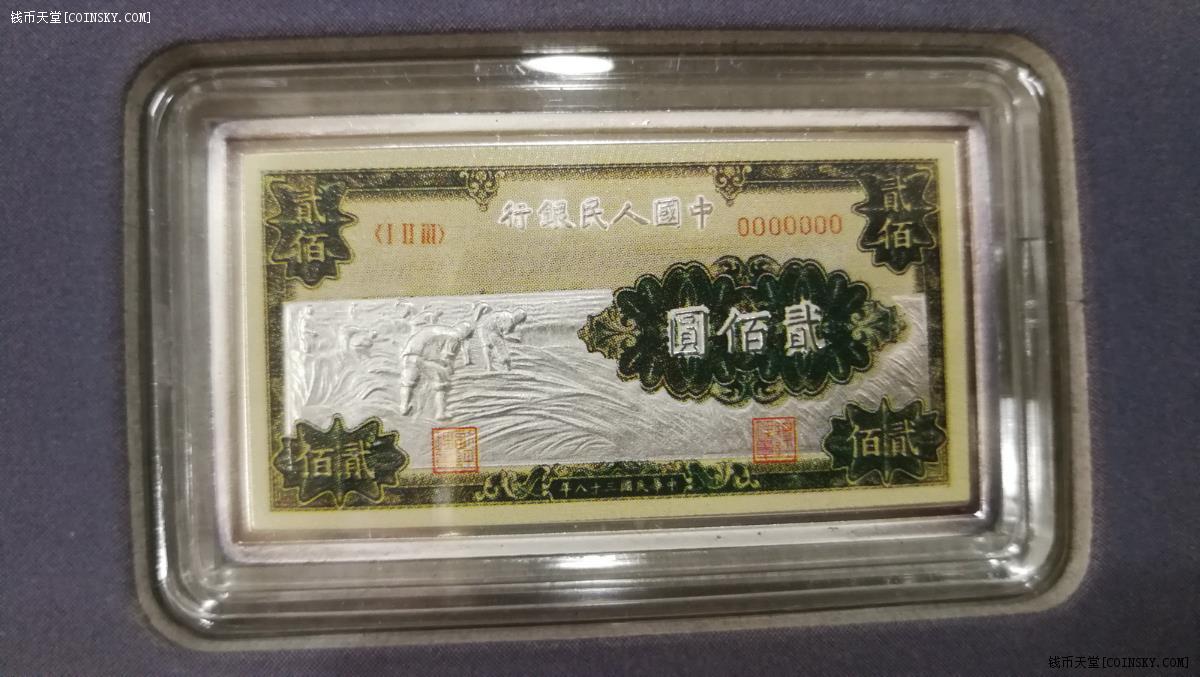 钱币天堂[COINSKY.COM]
行銀民人國中
〈I II III〉
0000000
貳佰
貳佰
圓佰貳
佰貳
佰貳
年八十三國民華中
钱币天堂[COINSKY.COM]